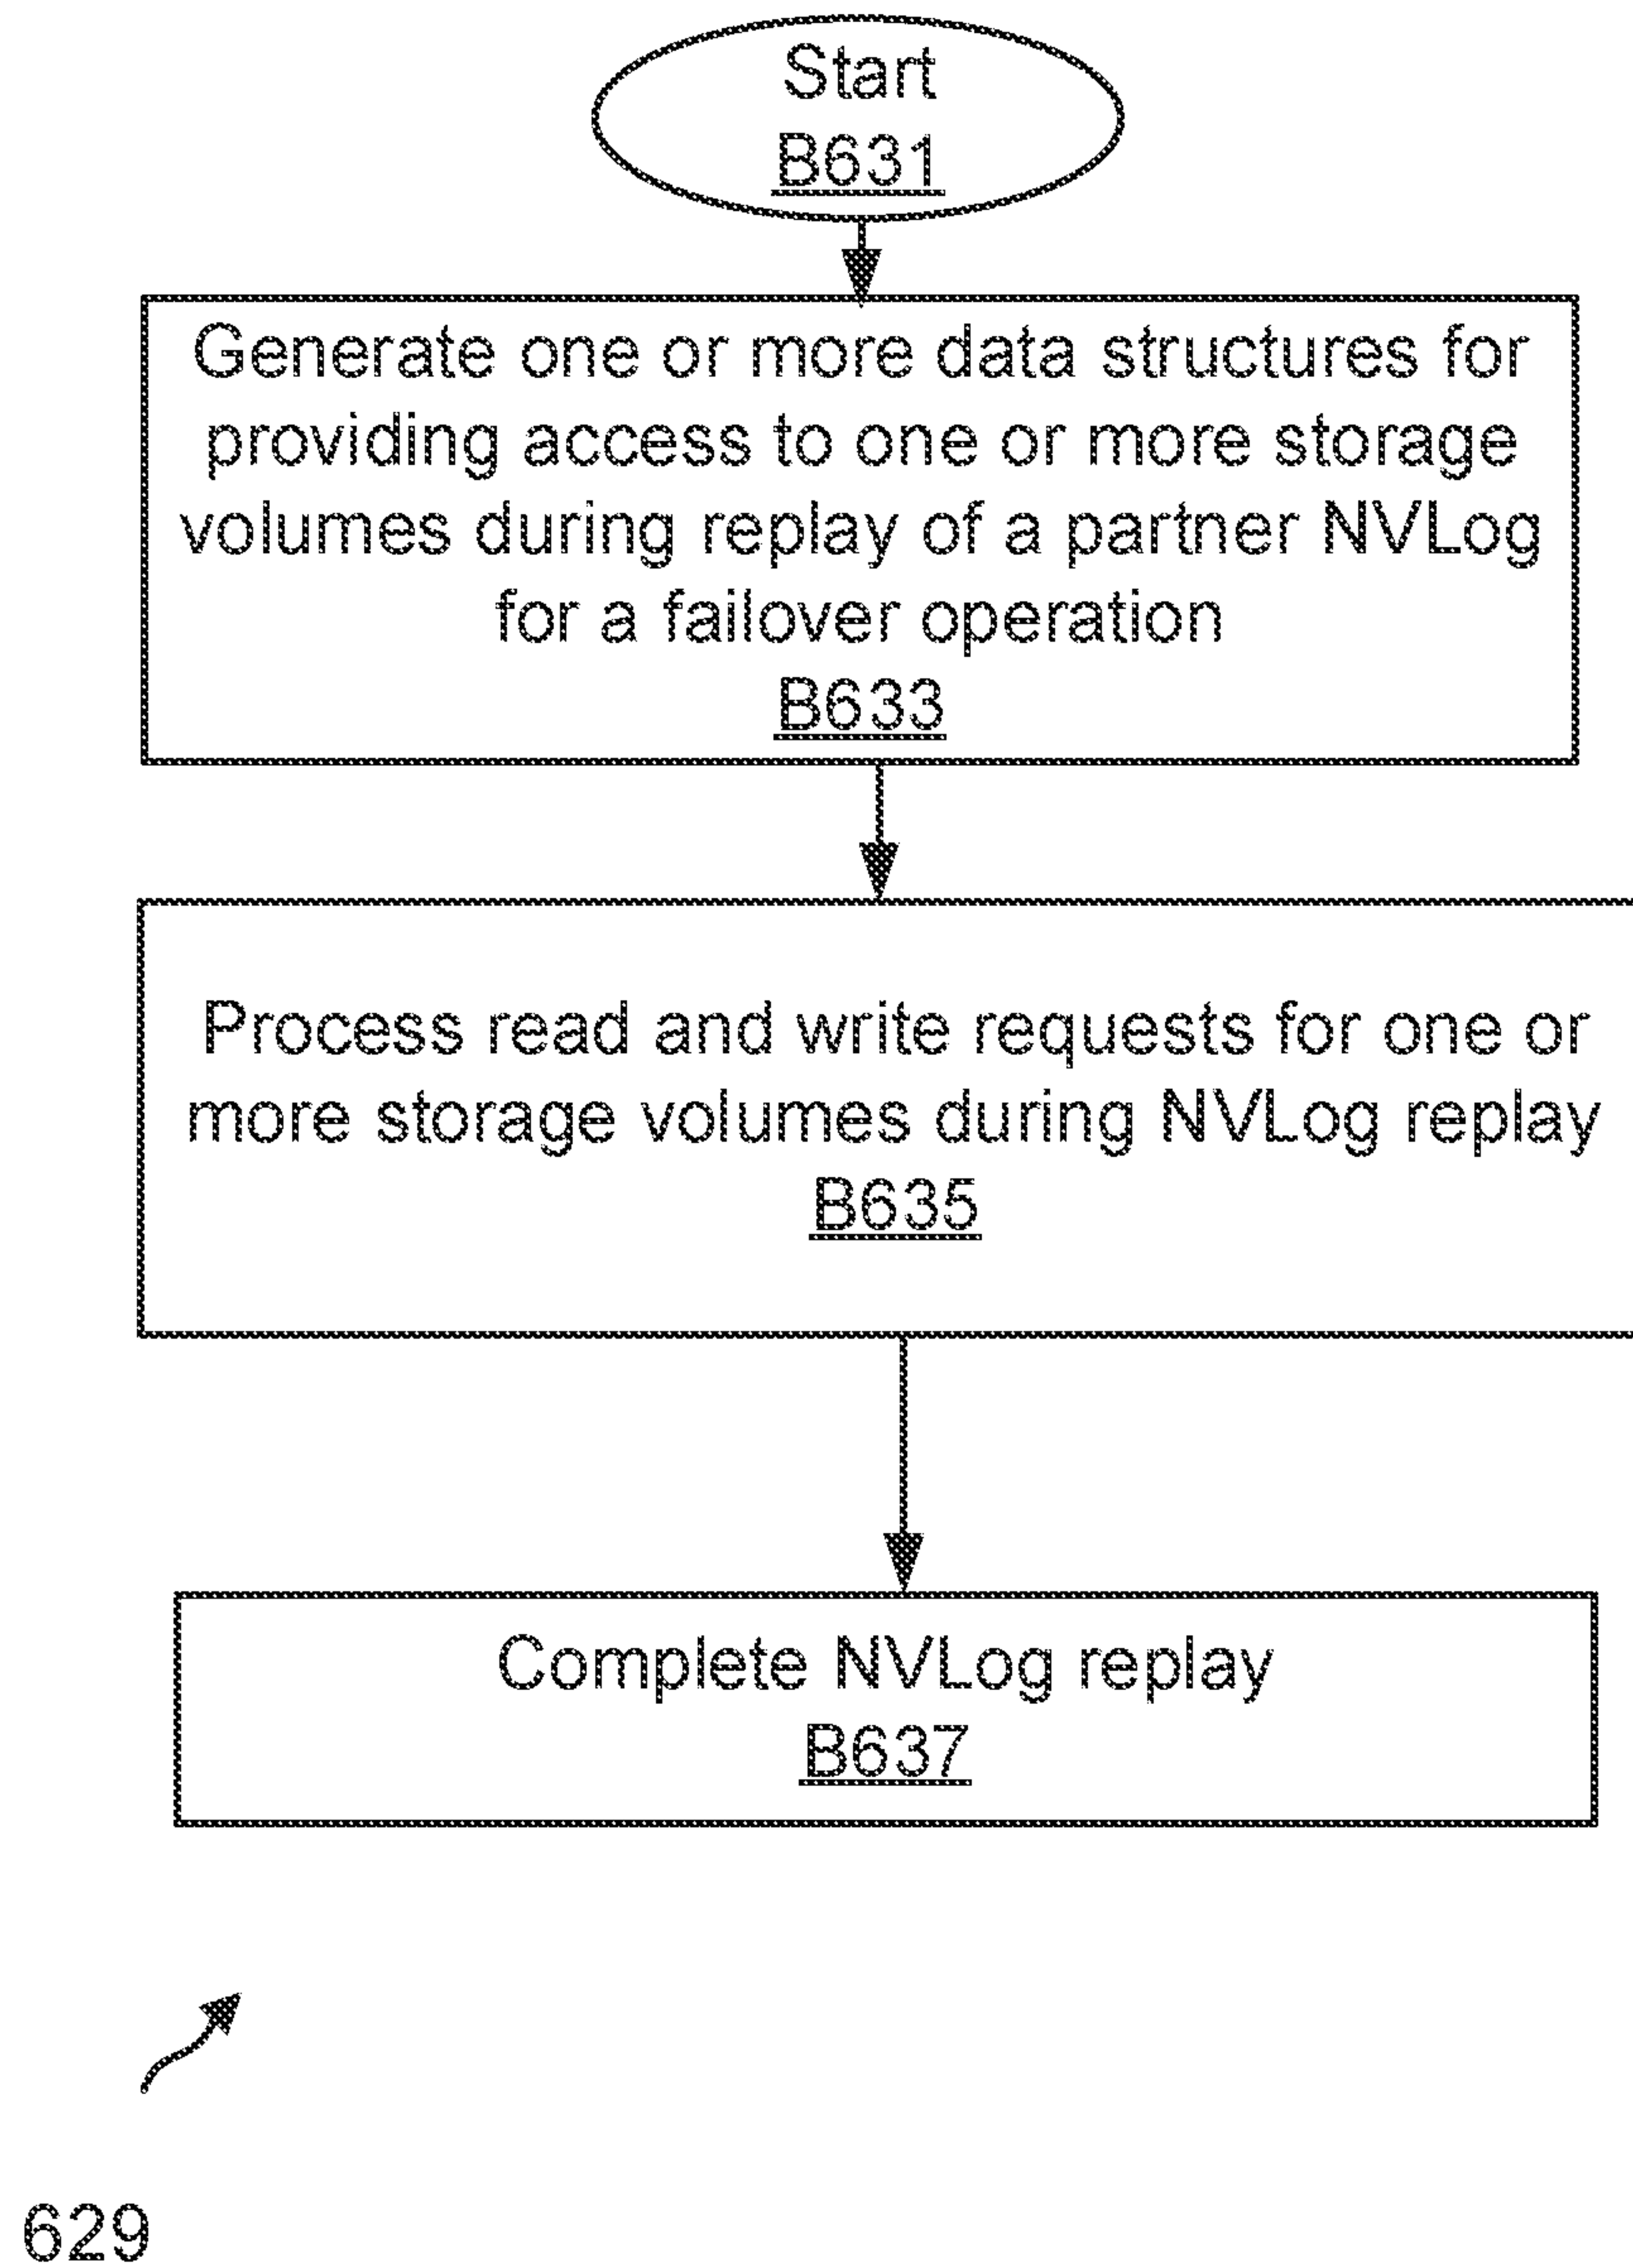 Start
B631
Generate one or more data structures for
providing access to one or more storage
volumes during replay of a partner NVLog
for a failover operation
B633
Process read and write requests for one or
more storage volumes during NVLog replay
B635
Complete NVLog replay
B637
629